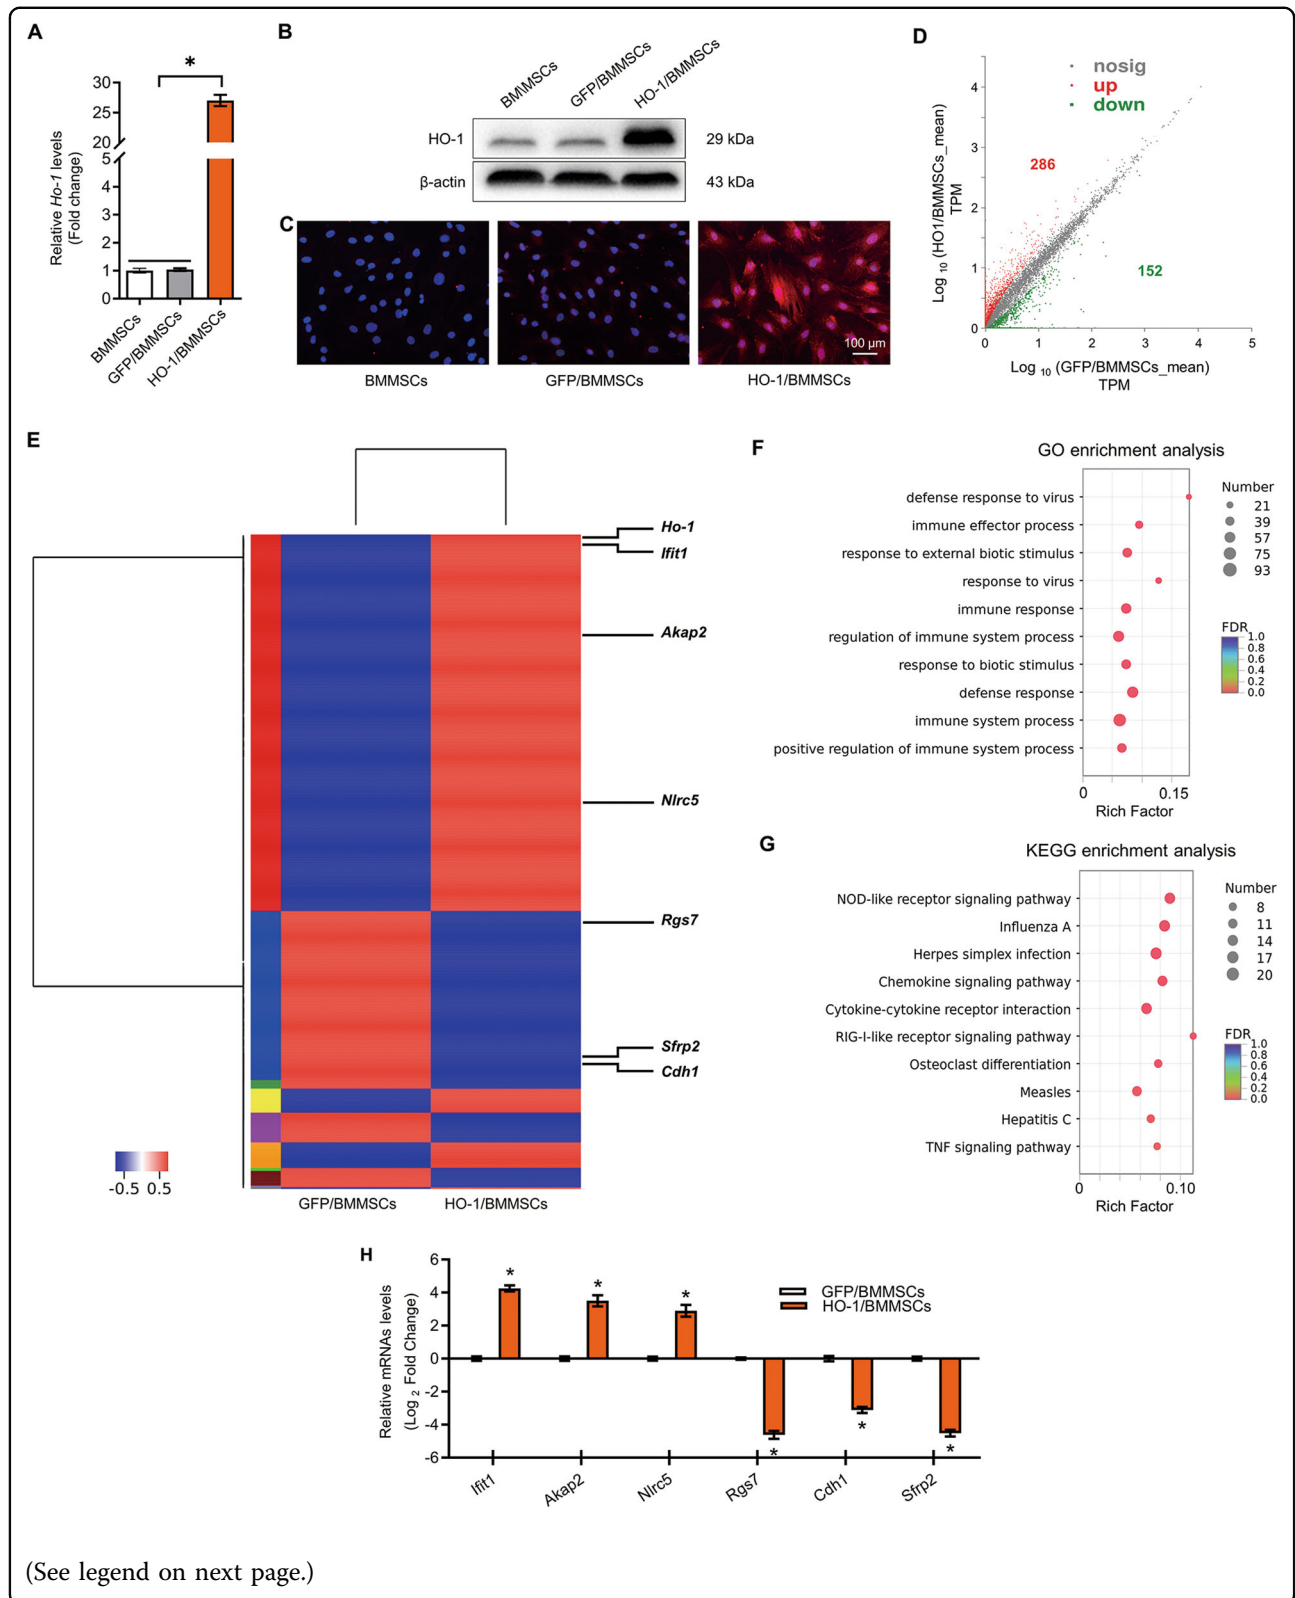 A
*
Relative Ho-1 levels
(Fold change)
30
25
20
5
4
3
2
1
0
BMMSCs
GFP/BMMSCs
HO-1/BMMSCs
B
BM\MSCs
GFP/BMMSCs
HO-1/BMMSCs
HO-1
29 kDa
β-actin
43 kDa
C
100 μm
BMMSCs
GFP/BMMSCs
HO-1/BMMSCs
D
nosig
up
down
286
152
Log 10 (HO1/BMMSCs_mean)
TPM
4
3
2
1
0
0 1 2 3 4 5
Log 10 (GFP/BMMSCs_mean)
TPM
E
Ho-1
Ifit1
Akap2
Nlrc5
Rgs7
Sfrp2
Cdh1
-0.5 0.5
GFP/BMMSCs
HO-1/BMMSCs
F
GO enrichment analysis
defense response to virus
immune effector process
response to external biotic stimulus
response to virus
immune response
regulation of immune system process
response to biotic stimulus
defense response
immune system process
positive regulation of immune system process
0 0.15
Rich Factor
Number
21
39
57
75
93
FDR
1.0
0.8
0.6
0.4
0.2
0.0
G
KEGG enrichment analysis
NOD-like receptor signaling pathway
Influenza A
Herpes simplex infection
Chemokine signaling pathway
Cytokine-cytokine receptor interaction
RIG-I-like receptor signaling pathway
Osteoclast differentiation
Measles
Hepatitis C
TNF signaling pathway
0 0.10
Rich Factor
Number
8
11
14
17
20
FDR
1.0
0.8
0.6
0.4
0.2
0.0
H
Relative mRNAs levels
(Log 2 Fold Change)
6
4
2
0
-2
-4
-6
* * * * * *
GFP/BMMSCs
HO-1/BMMSCs
Ifit1
Akap2
Nlrc5
Rgs7
Cdh1
Sfrp2
(See legend on next page.)